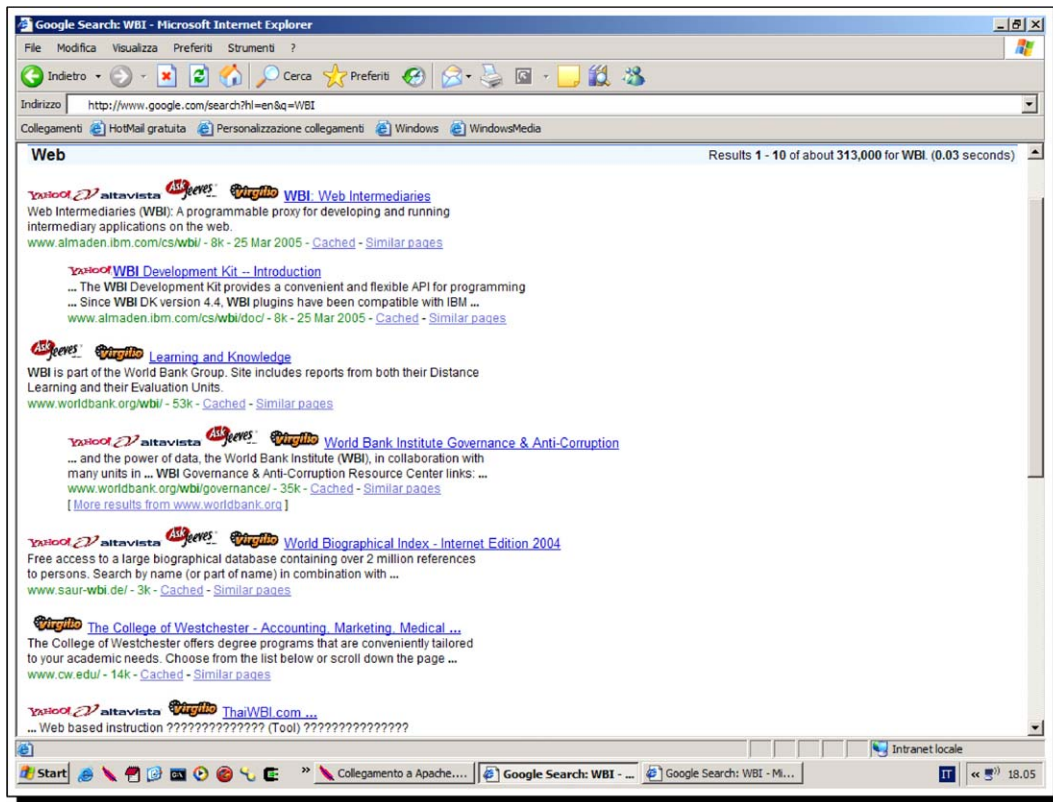 Google Search: WBI - Microsoft Internet Explorer
File Modifica Visualizza Preferiti Strumenti ?
Indietro Cerca Preferiti
Indirizzo http://www.google.com/search?hl=en&q=WBI
Collegamenti HotMail gratuita Personalizzazione collegamenti Windows WindowsMedia
Web Results 1 - 10 of about 313,000 for WBI. (0.03 seconds)
YAHOO! altavista Ask Jeeves Virgilio WBI: Web Intermediaries
Web Intermediaries (WBI): A programmable proxy for developing and running
intermediary applications on the web.
www.almaden.ibm.com/cs/wbi/ - 8k - 25 Mar 2005 - Cached - Similar pages
YAHOO! WBI Development Kit -- Introduction
... The WBI Development Kit provides a convenient and flexible API for programming
... Since WBI DK version 4.4, WBI plugins have been compatible with IBM ...
www.almaden.ibm.com/cs/wbi/doc/ - 8k - 25 Mar 2005 - Cached - Similar pages
Ask Jeeves Virgilio Learning and Knowledge
WBI is part of the World Bank Group. Site includes reports from both their Distance
Learning and their Evaluation Units.
www.worldbank.org/wbi/ - 53k - Cached - Similar pages
YAHOO! altavista Ask Jeeves Virgilio World Bank Institute Governance & Anti-Corruption
... and the power of data, the World Bank Institute (WBI), in collaboration with
many units in ... WBI Governance & Anti-Corruption Resource Center links: ...
www.worldbank.org/wbi/governance/ - 35k - Cached - Similar pages
[ More results from www.worldbank.org ]
YAHOO! altavista Ask Jeeves Virgilio World Biographical Index - Internet Edition 2004
Free access to a large biographical database containing over 2 million references
to persons. Search by name (or part of name) in combination with ...
www.saur-wbi.de/ - 3k - Cached - Similar pages
Virgilio The College of Westchester - Accounting, Marketing, Medical ...
The College of Westchester offers degree programs that are conveniently tailored
to your academic needs. Choose from the list below or scroll down the page ...
www.cw.edu/ - 14k - Cached - Similar pages
YAHOO! altavista Virgilio ThaiWBI.com ...
... Web based instruction ?????????????? (Tool) ???????????????
Intranet locale
Start » Collegamento a Apache.... Google Search: WBI - ... Google Search: WBI - Mi... IT « 18.05